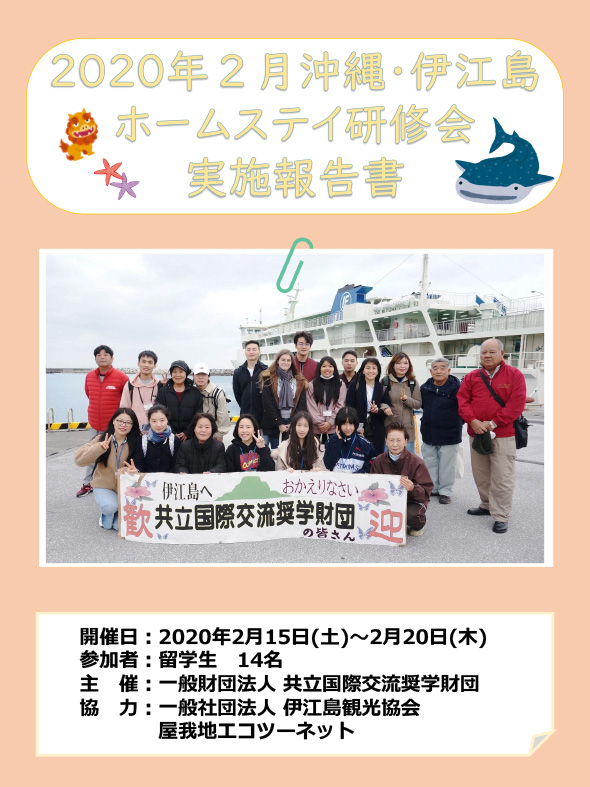 2020年２月沖縄・伊江島
ホームステイ研修会
実施報告書
伊江島へ
おかえりなさい
歓
共立国際交流奨学財団
の皆さん
迎
開催日：2020年2月15日(土)～2月20日(木)
参加者：留学生　14名
主　催：一般財団法人 共立国際交流奨学財団
協　力：一般社団法人 伊江島観光協会
屋我地エコツーネット